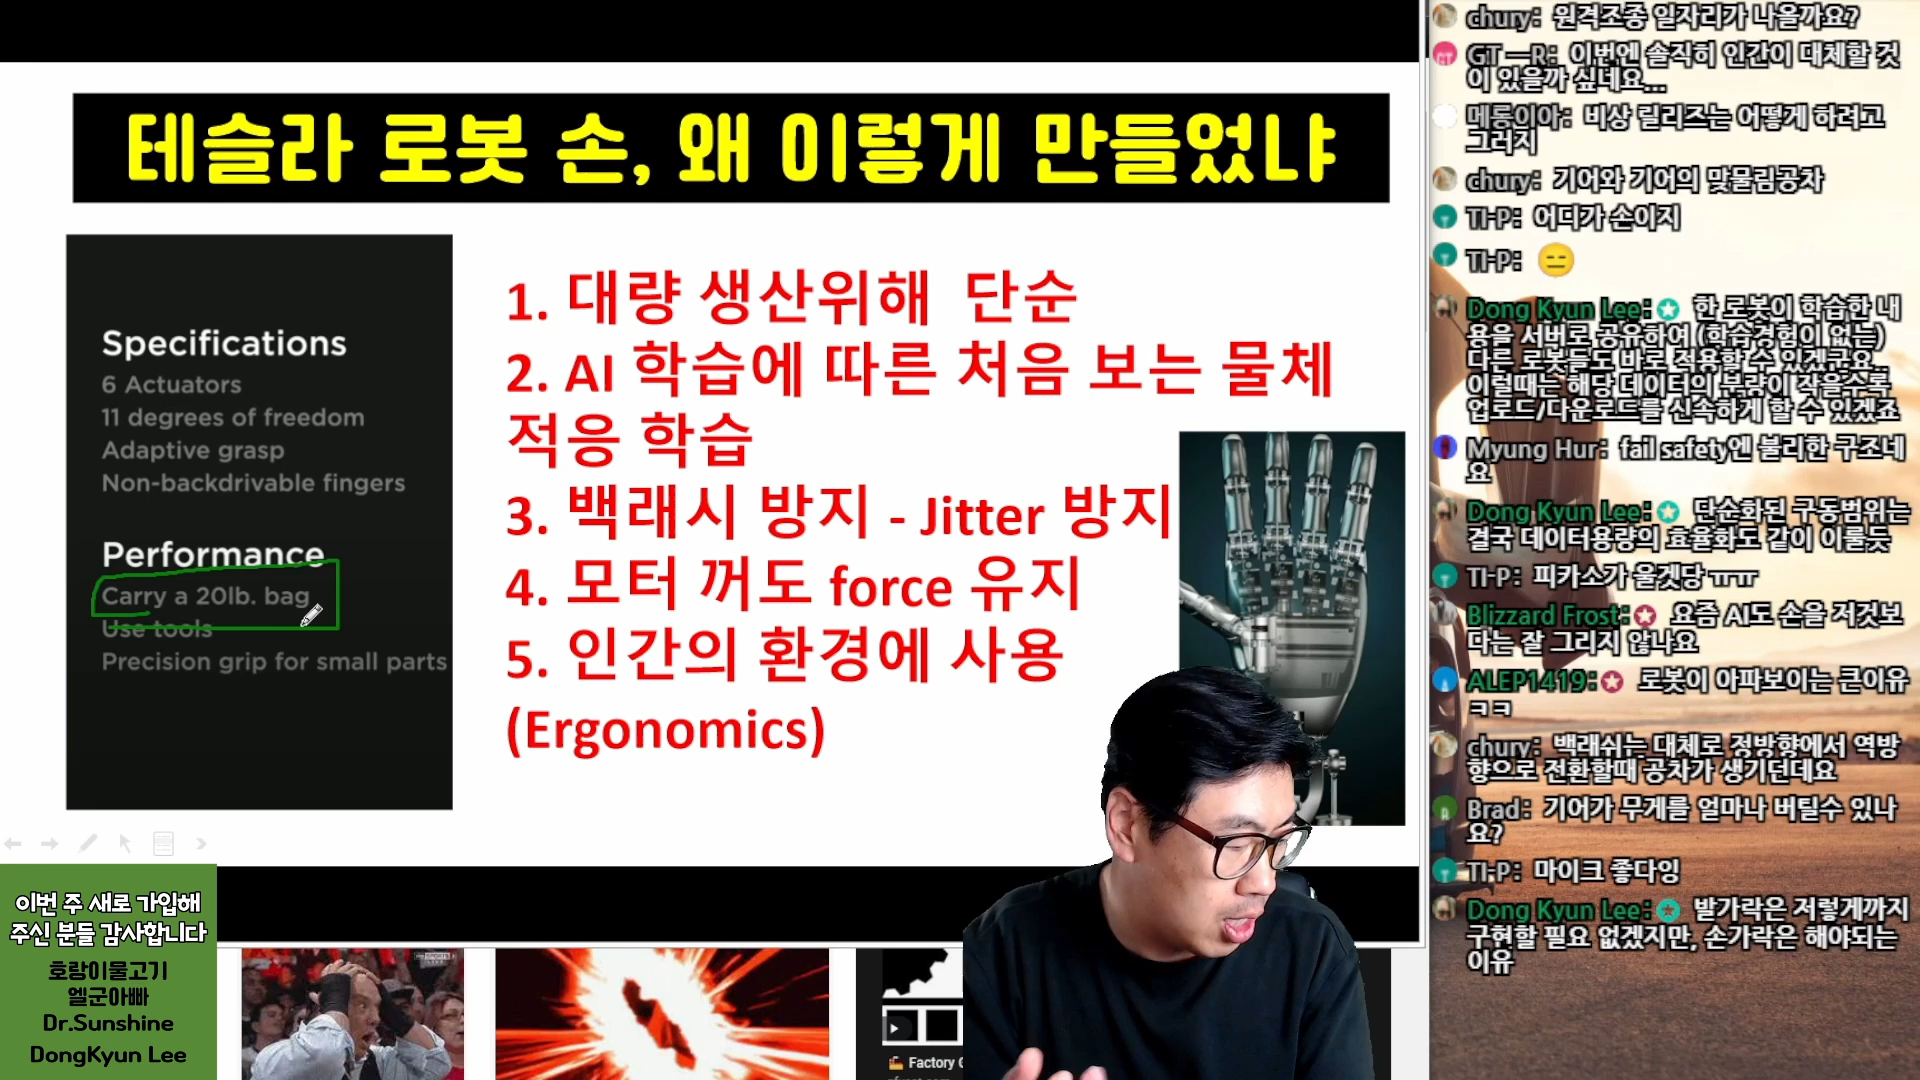 테슬라 로봇 손, 왜 이렇게 만들었냐
Specifications
6 Actuators
11 degrees of freedom
Adaptive grasp
Non-backdrivable fingers
Performance
Carry a 20lb. bag
Use tools
Precision grip for small parts
1. 대량 생산위해 단순
2. AI 학습에 따른 처음 보는 물체
적응 학습
3. 백래시 방지 - Jitter 방지
4. 모터 꺼도 force 유지
5. 인간의 환경에 사용
(Ergonomics)
이번 주 새로 가입해
주신 분들 감사합니다
호랑이물고기
엘군아빠
Dr.Sunshine
DongKyun Lee
Factory
chury: 원격조종 일자리가 나올까요?
GT—R: 이번엔 솔직히 인간이 대체할 것
이 있을까 싶네요...
메롱이아: 비상 릴리즈는 어떻게 하려고
그러지
chury: 기어와 기어의 맞물림공차
TI-P: 어디가 손이지
TI-P: 😑
Dong Kyun Lee: 한 로봇이 학습한 내
용을 서버로 공유하여 (학습경험이 없는)
다른 로봇들도 바로 적용할 수 있겠구요..
이럴때는 해당 데이터의 부량이 작을수록
업로드/다운로드를 신속하게 할 수 있겠죠
Myung Hur: fail safety엔 불리한 구조네
요
Dong Kyun Lee: 단순화된 구동범위는
결국 데이터용량의 효율화도 같이 이룰듯
TI-P: 피카소가 울겟당 ㅠㅠ
Blizzard Frost: 요즘 AI도 손을 저것보
다는 잘 그리지 않나요
ALEP1419: 로봇이 아파보이는 큰이유
ㅋㅋ
chury: 백래쉬는 대체로 정방향에서 역방
향으로 전환할때 공차가 생기던데요
Brad: 기어가 무게를 얼마나 버틸수 있나
요?
TI-P: 마이크 좋다잉
Dong Kyun Lee: 발가락은 저렇게까지
구현할 필요 없겠지만, 손가락은 해야되는
이유